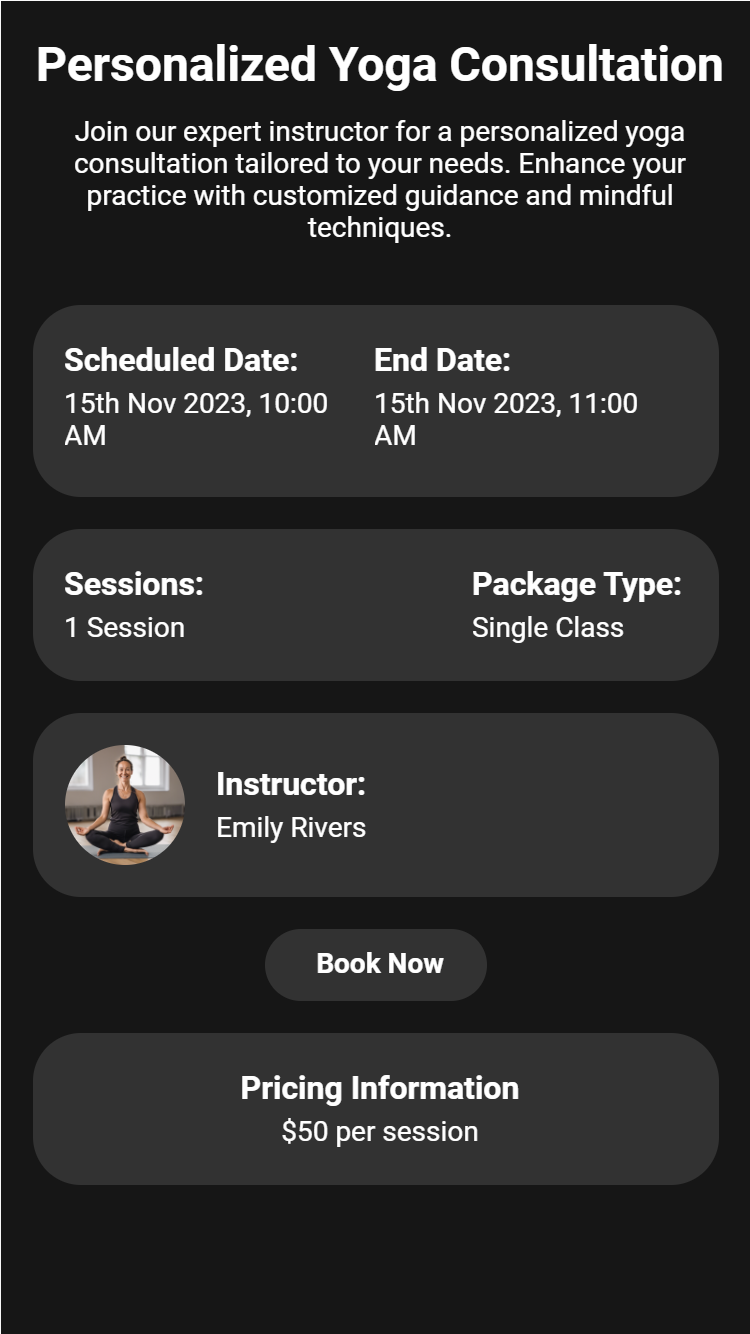 Personalized Yoga Consultation
Join our expert instructor for a personalized yoga
consultation tailored to your needs. Enhance your
practice with customized guidance and mindful
techniques.
Scheduled Date:
15th Nov 2023, 10:00
AM
End Date:
15th Nov 2023, 11:00
AM
Sessions:
1 Session
Package Type:
Single Class
Instructor:
Emily Rivers
Book Now
Pricing Information
$50 per session